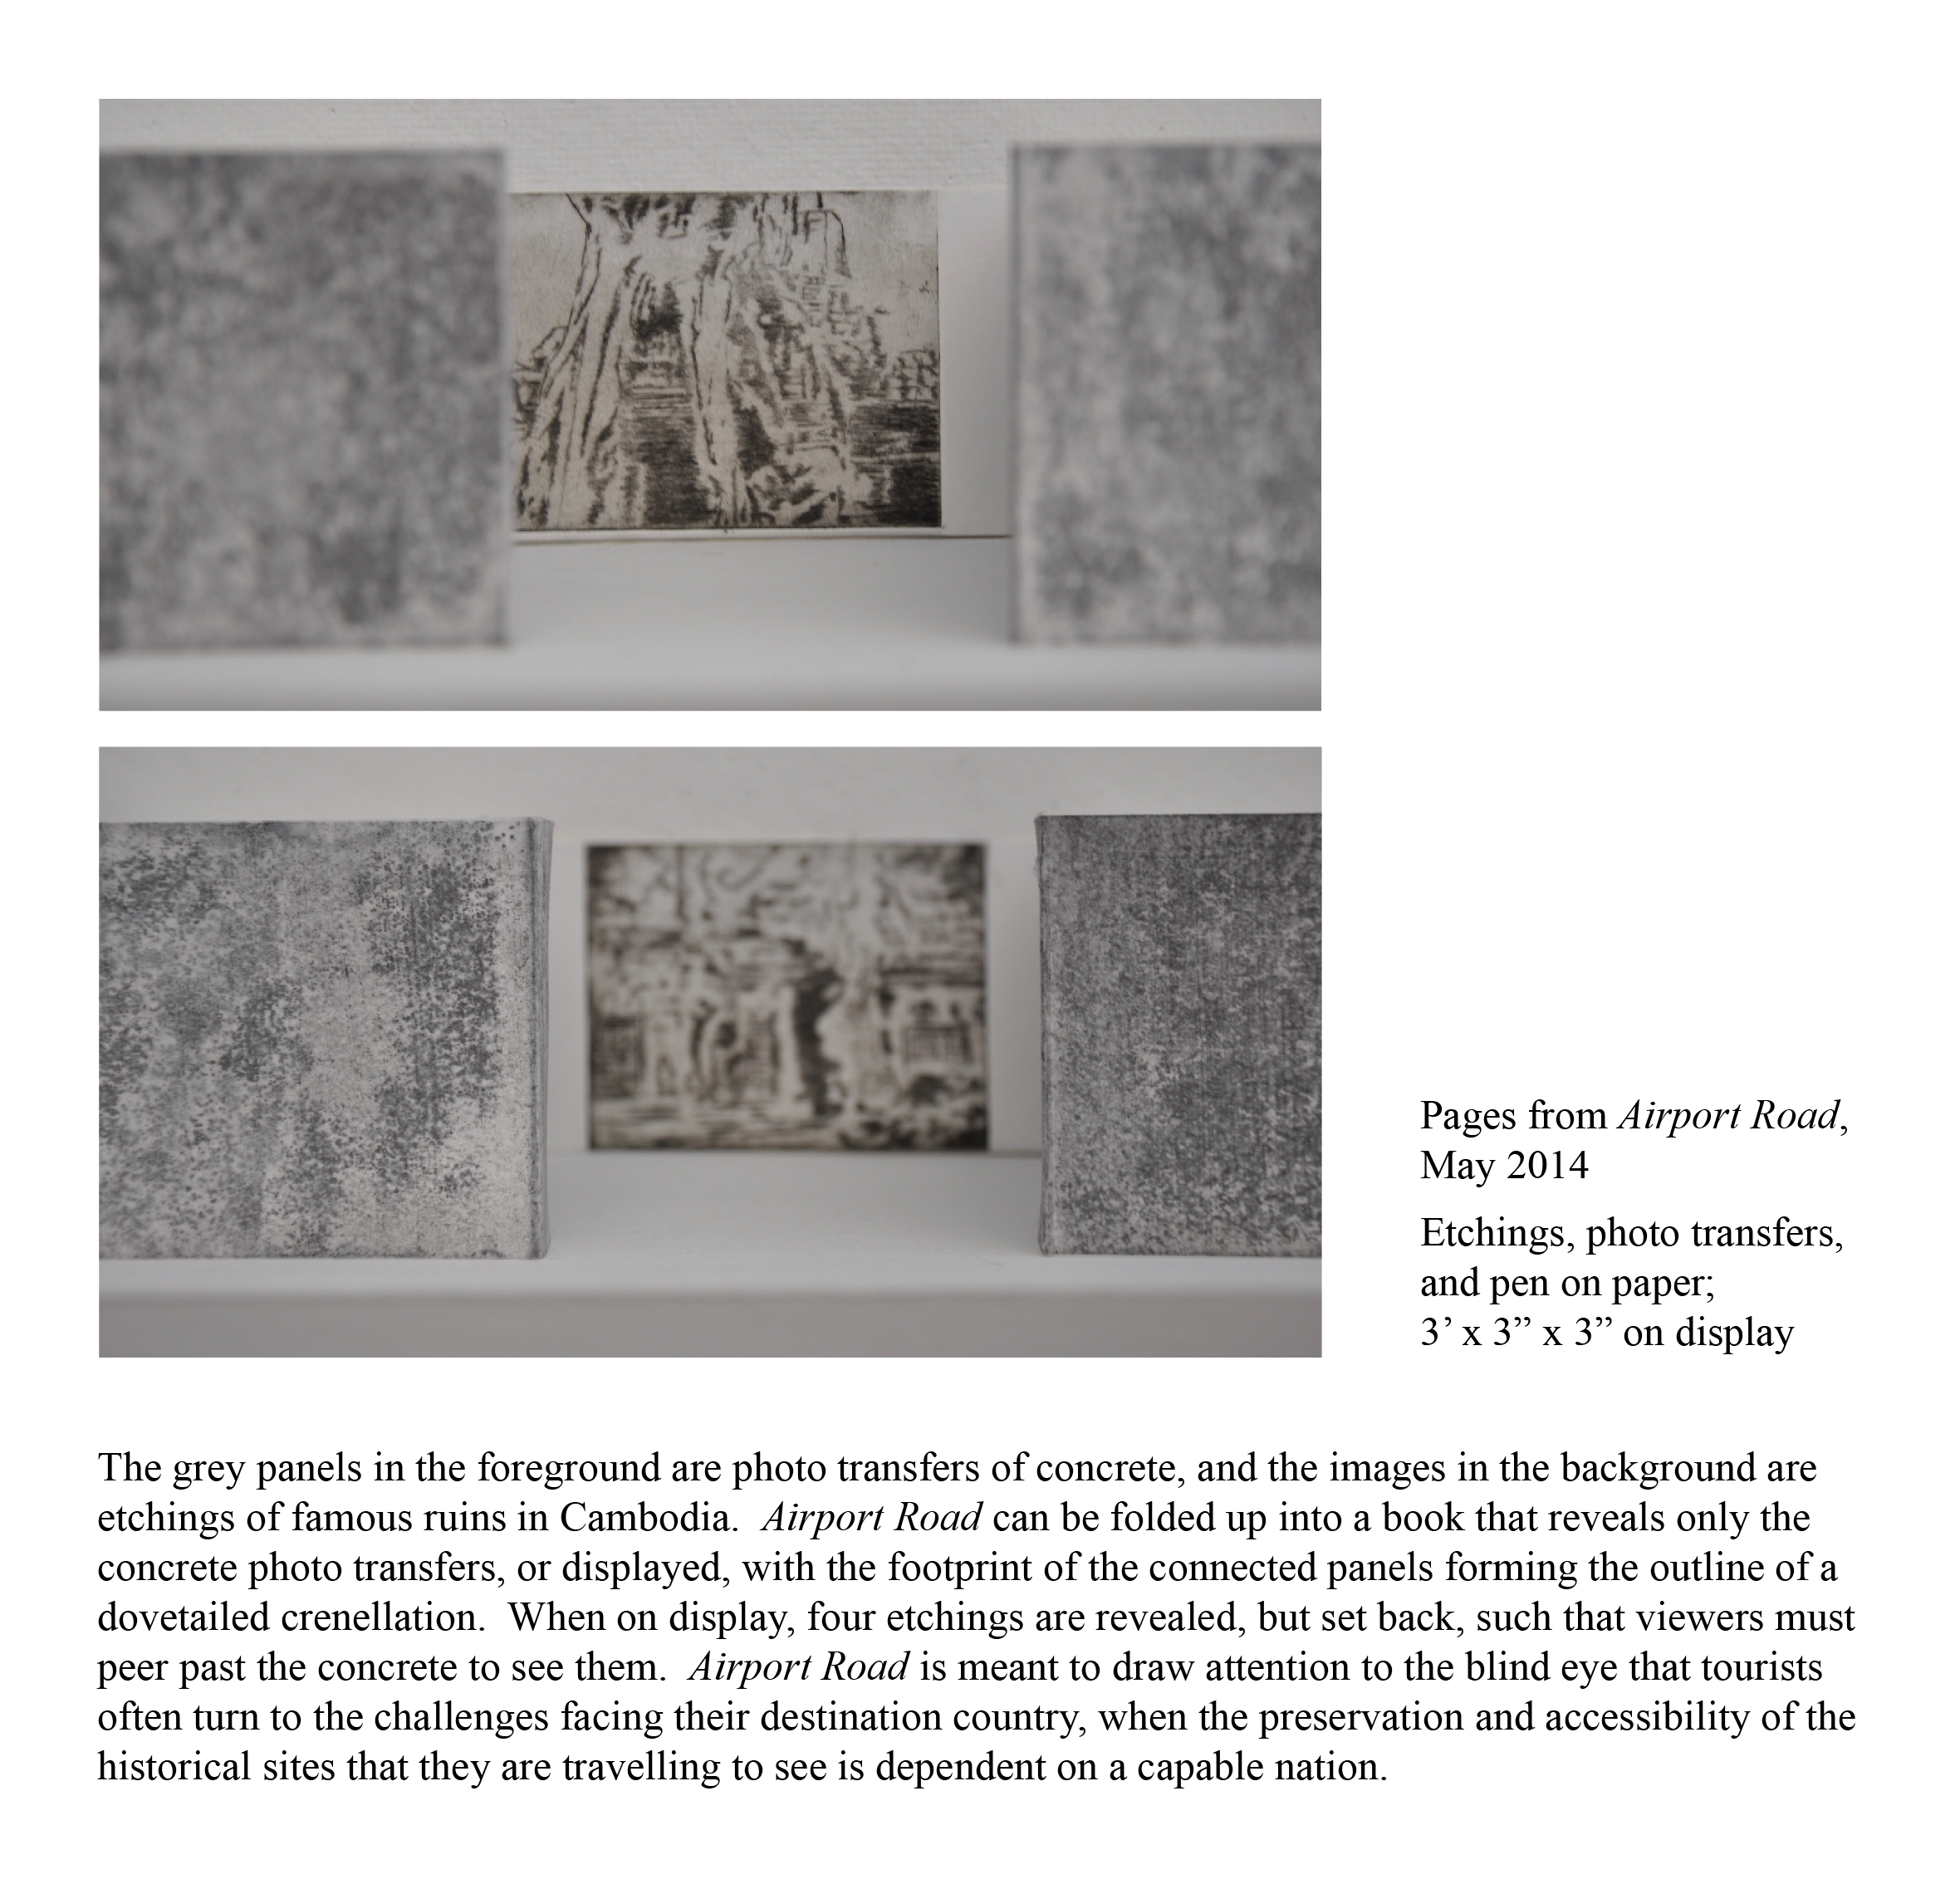 Pages from Airport Road,
May 2014
Etchings, photo transfers,
and pen on paper;
3’ x 3” x 3” on display
The grey panels in the foreground are photo transfers of concrete, and the images in the background are
etchings of famous ruins in Cambodia.  Airport Road can be folded up into a book that reveals only the
concrete photo transfers, or displayed, with the footprint of the connected panels forming the outline of a
dovetailed crenellation.  When on display, four etchings are revealed, but set back, such that viewers must
peer past the concrete to see them.  Airport Road is meant to draw attention to the blind eye that tourists
often turn to the challenges facing their destination country, when the preservation and accessibility of the
historical sites that they are travelling to see is dependent on a capable nation.